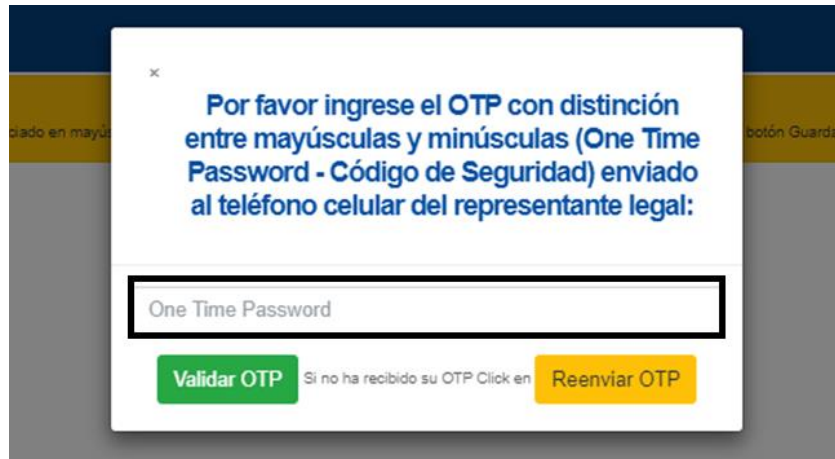 ×
Por favor ingrese el OTP con distinción
entre mayúsculas y minúsculas (One Time
Password - Código de Seguridad) enviado
al teléfono celular del representante legal:
ciado en mayús
botón Guarda
One Time Password
Validar OTP Si no ha recibido su OTP Click en Reenviar OTP